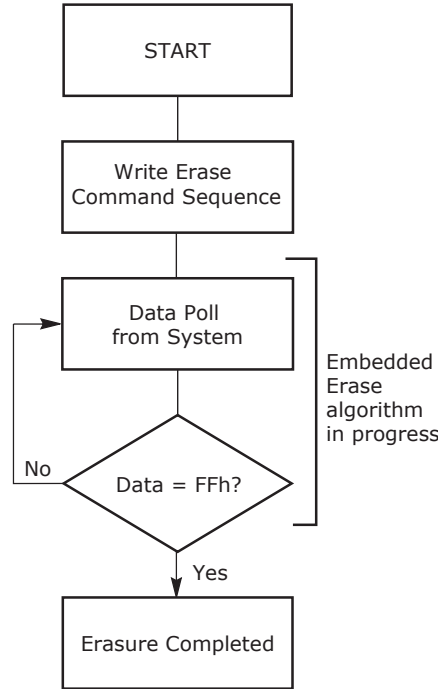 START
Write Erase
Command Sequence
Data Poll
from System
Embedded
Erase
algorithm
in progress
No
Data = FFh?
Yes
Erasure Completed